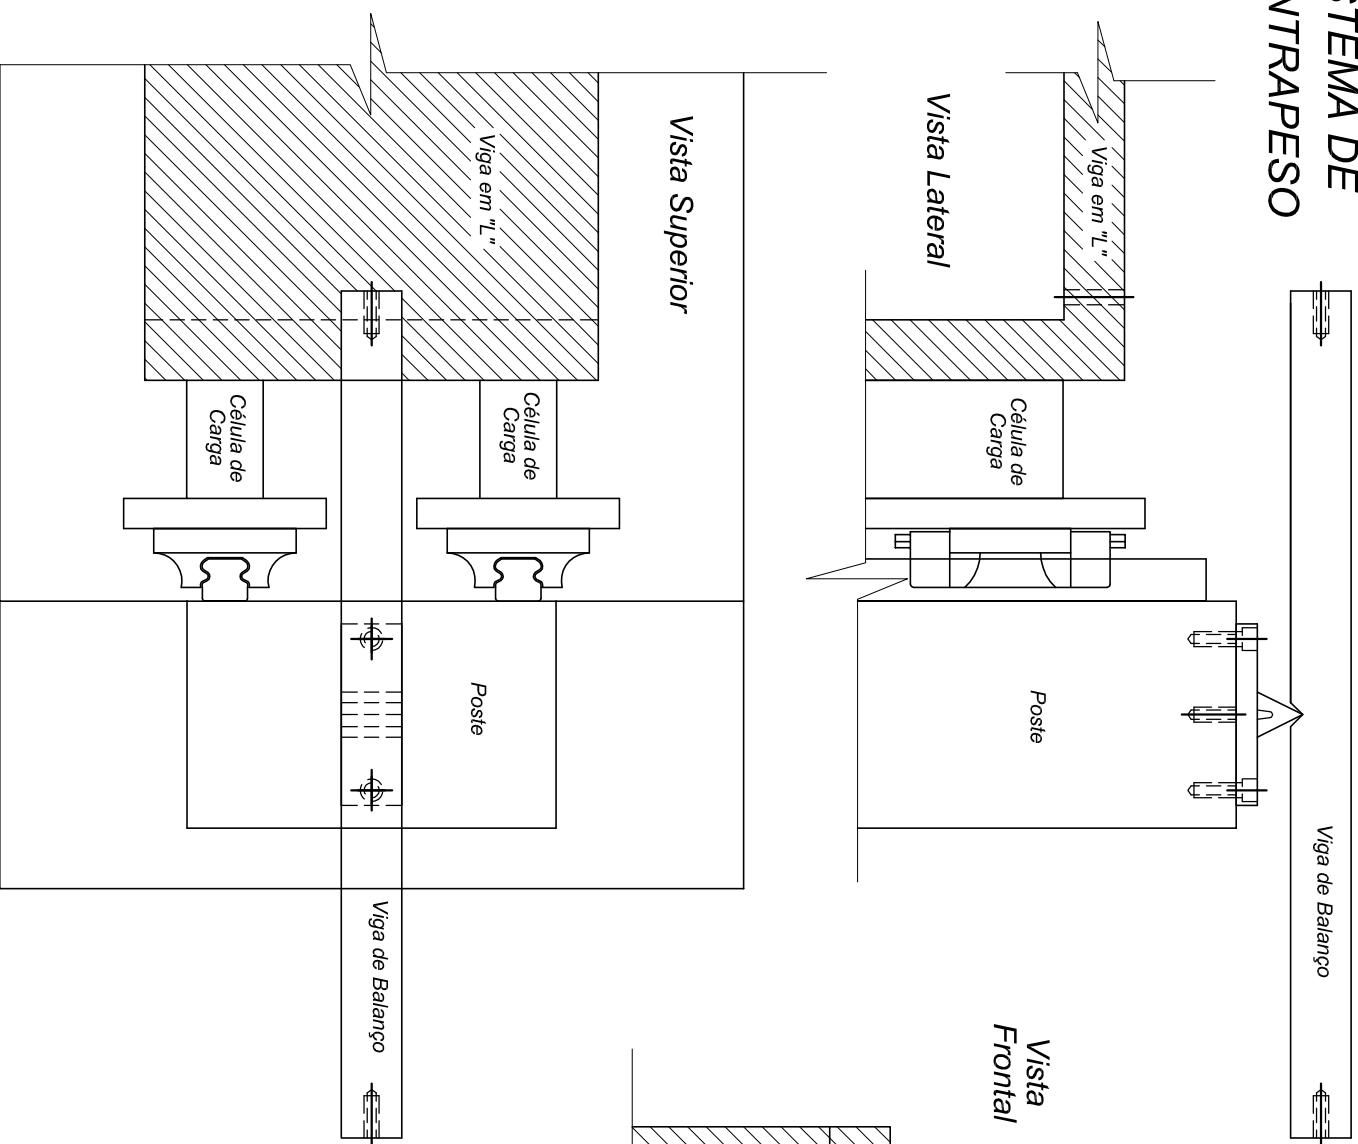 STEMA DE
NTRAPESO
Viga de Balanço
Viga em "L"
Célula de
Carga
Poste
Vista Lateral
Vista
Frontal
Vista Superior
Viga em "L"
Célula de
Carga
Poste
Viga de Balanço
Célula de
Carga